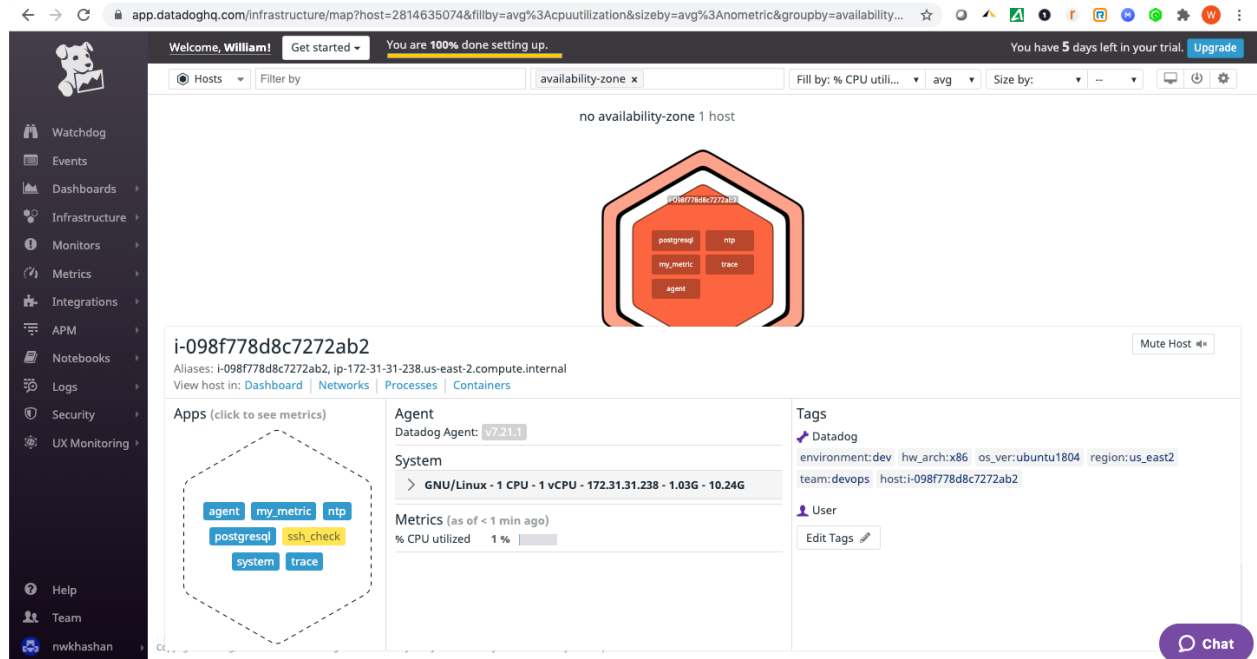 app.datadoghq.com/infrastructure/map?host=2814635074&fillby=avg%3Acpuutilization&sizeby=avg%3Anometric&groupby=availability...
Welcome, William!
Get started
You are 100% done setting up.
You have 5 days left in your trial.
Upgrade
Hosts
Filter by
availability-zone x
Fill by: % CPU utili...
avg
Size by:
--
no availability-zone 1 host
Watchdog
Events
Dashboards
Infrastructure
Monitors
Metrics
Integrations
APM
Notebooks
Logs
Security
UX Monitoring
Help
Team
nwkhashan
i-098f778d8c7272ab2
postgresql
ntp
my_metric
trace
agent
i-098f778d8c7272ab2
Mute Host
Aliases: i-098f778d8c7272ab2, ip-172-31-31-238.us-east-2.compute.internal
View host in: Dashboard | Networks | Processes | Containers
Apps (click to see metrics)
agent
my_metric
ntp
postgresql
ssh_check
system
trace
Agent
Datadog Agent: v7.21.1
System
GNU/Linux - 1 CPU - 1 vCPU - 172.31.31.238 - 1.03G - 10.24G
Metrics (as of < 1 min ago)
% CPU utilized 1 %
Tags
Datadog
environment:dev hw_arch:x86 os_ver:ubuntu1804 region:us_east2
team:devops host:i-098f778d8c7272ab2
User
Edit Tags
Chat